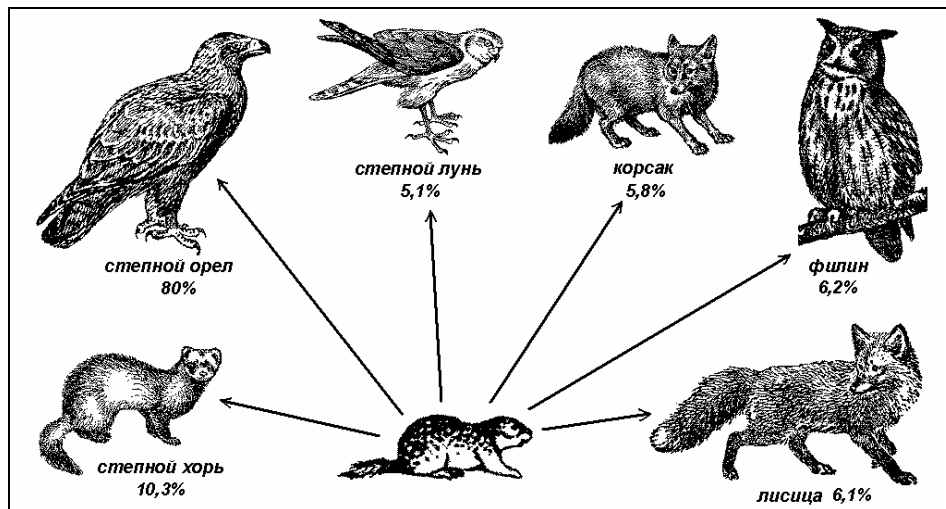 степной лунь
5,1%
корсак
5,8%
степной орел
80%
филин
6,2%
степной хорь
10,3%
лисица 6,1%